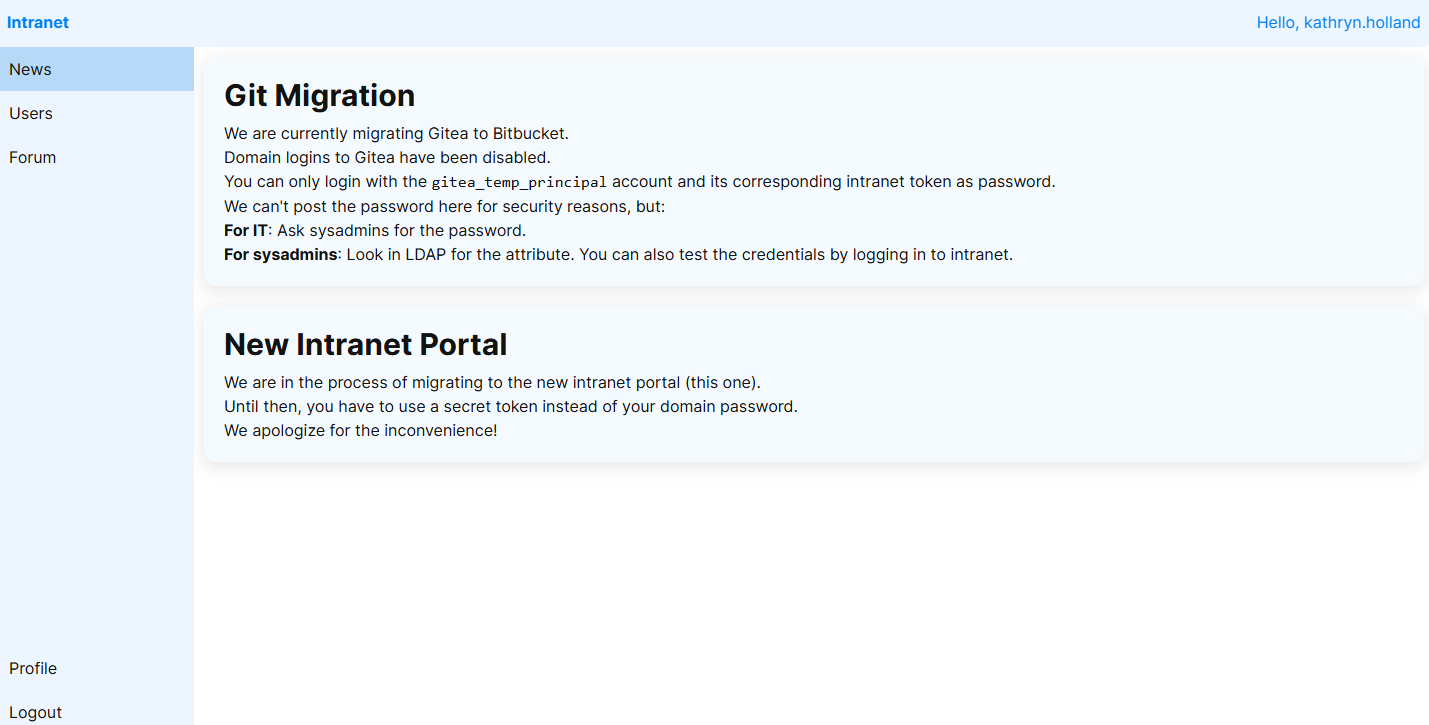 Intranet
Hello, kathryn.holland
News
Users
Forum
Git Migration
We are currently migrating Gitea to Bitbucket.
Domain logins to Gitea have been disabled.
You can only login with the gitea_temp_principal account and its corresponding intranet token as password.
We can't post the password here for security reasons, but:
For IT: Ask sysadmins for the password.
For sysadmins: Look in LDAP for the attribute. You can also test the credentials by logging in to intranet.
New Intranet Portal
We are in the process of migrating to the new intranet portal (this one).
Until then, you have to use a secret token instead of your domain password.
We apologize for the inconvenience!
Profile
Logout